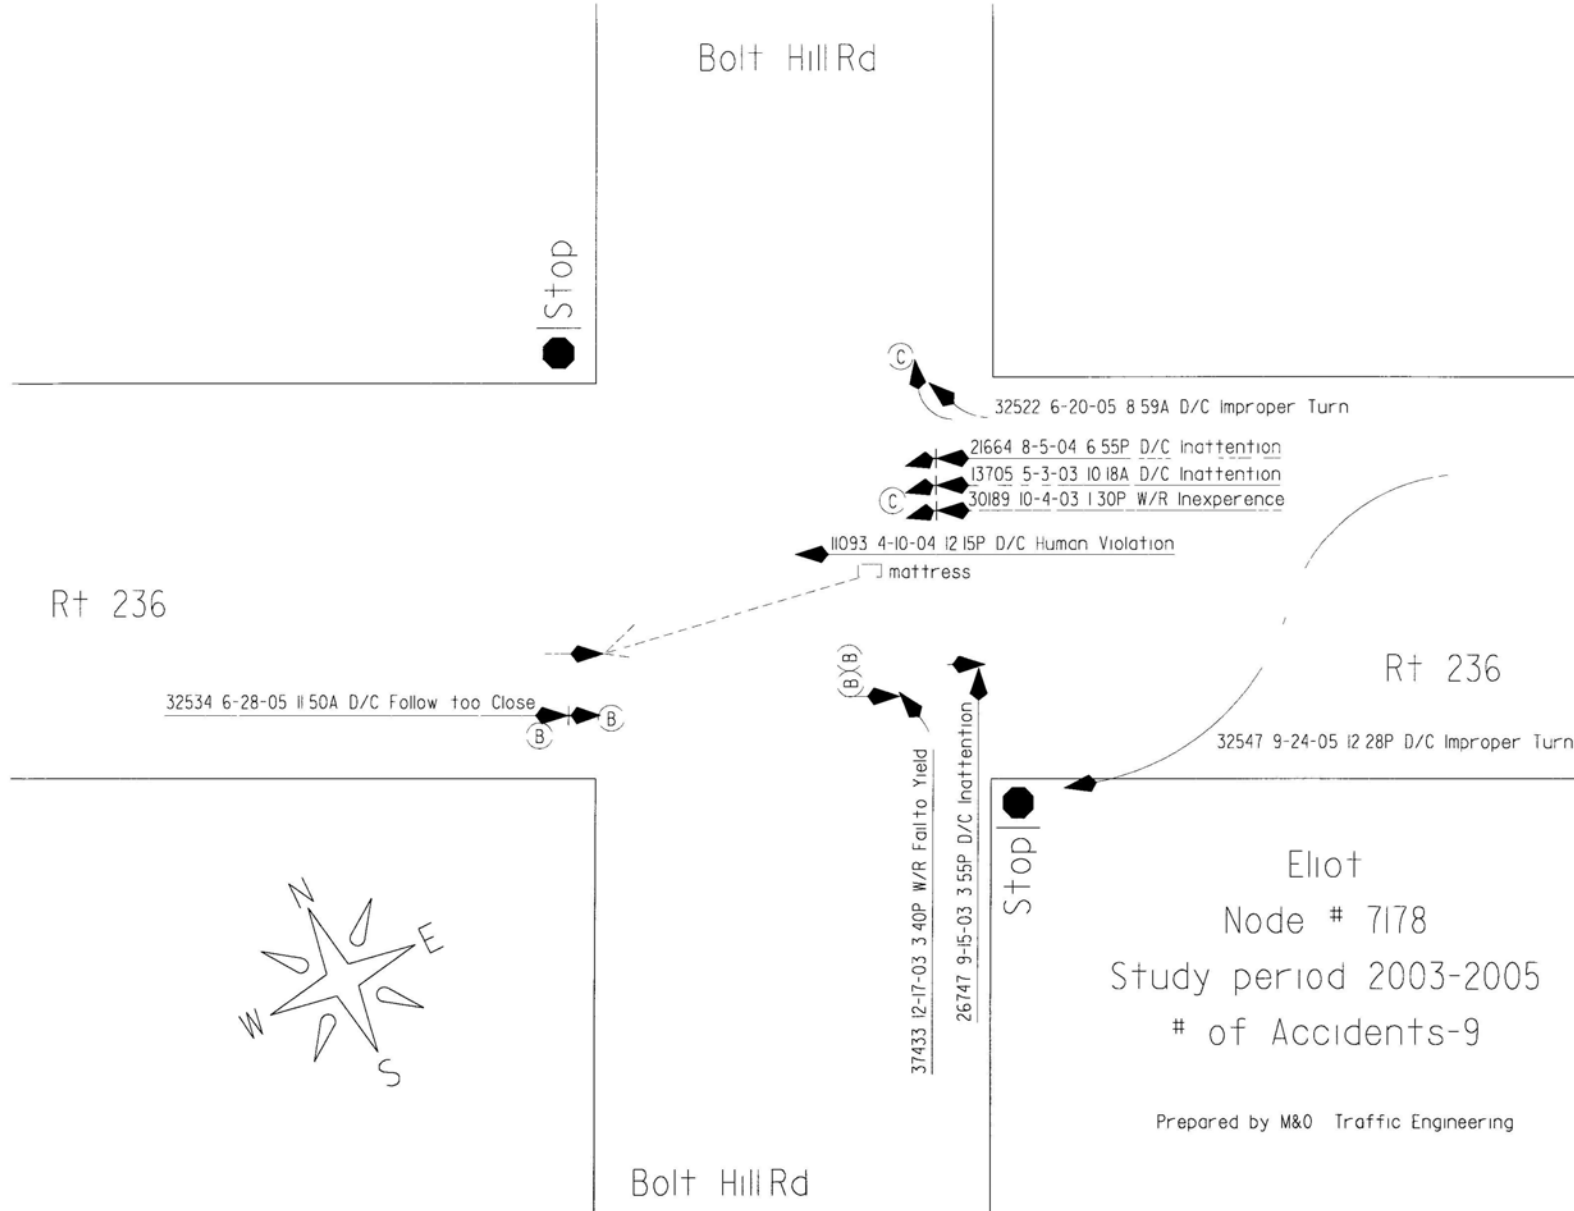 Bolt Hill Rd
Stop
C
32522 6-20-05 8 59A D/C Improper Turn
21664 8-5-04 6 55P D/C Inattention
13705 5-3-03 10 18A D/C Inattention
C
30189 10-4-03 1 30P W/R Inexperence
11093 4-10-04 12 15P D/C Human Violation
mattress
Rt 236
B B
Rt 236
32534 6-28-05 11 50A D/C Follow too Close
B
B
32547 9-24-05 12 28P D/C Improper Turn
37433 12-17-03 3 40P W/R Fail to Yield
26747 9-15-03 3 55P D/C Inattention
Stop
N
E
W
S
Eliot
Node # 7178
Study period 2003-2005
# of Accidents-9
Prepared by M&O Traffic Engineering
Bolt Hill Rd